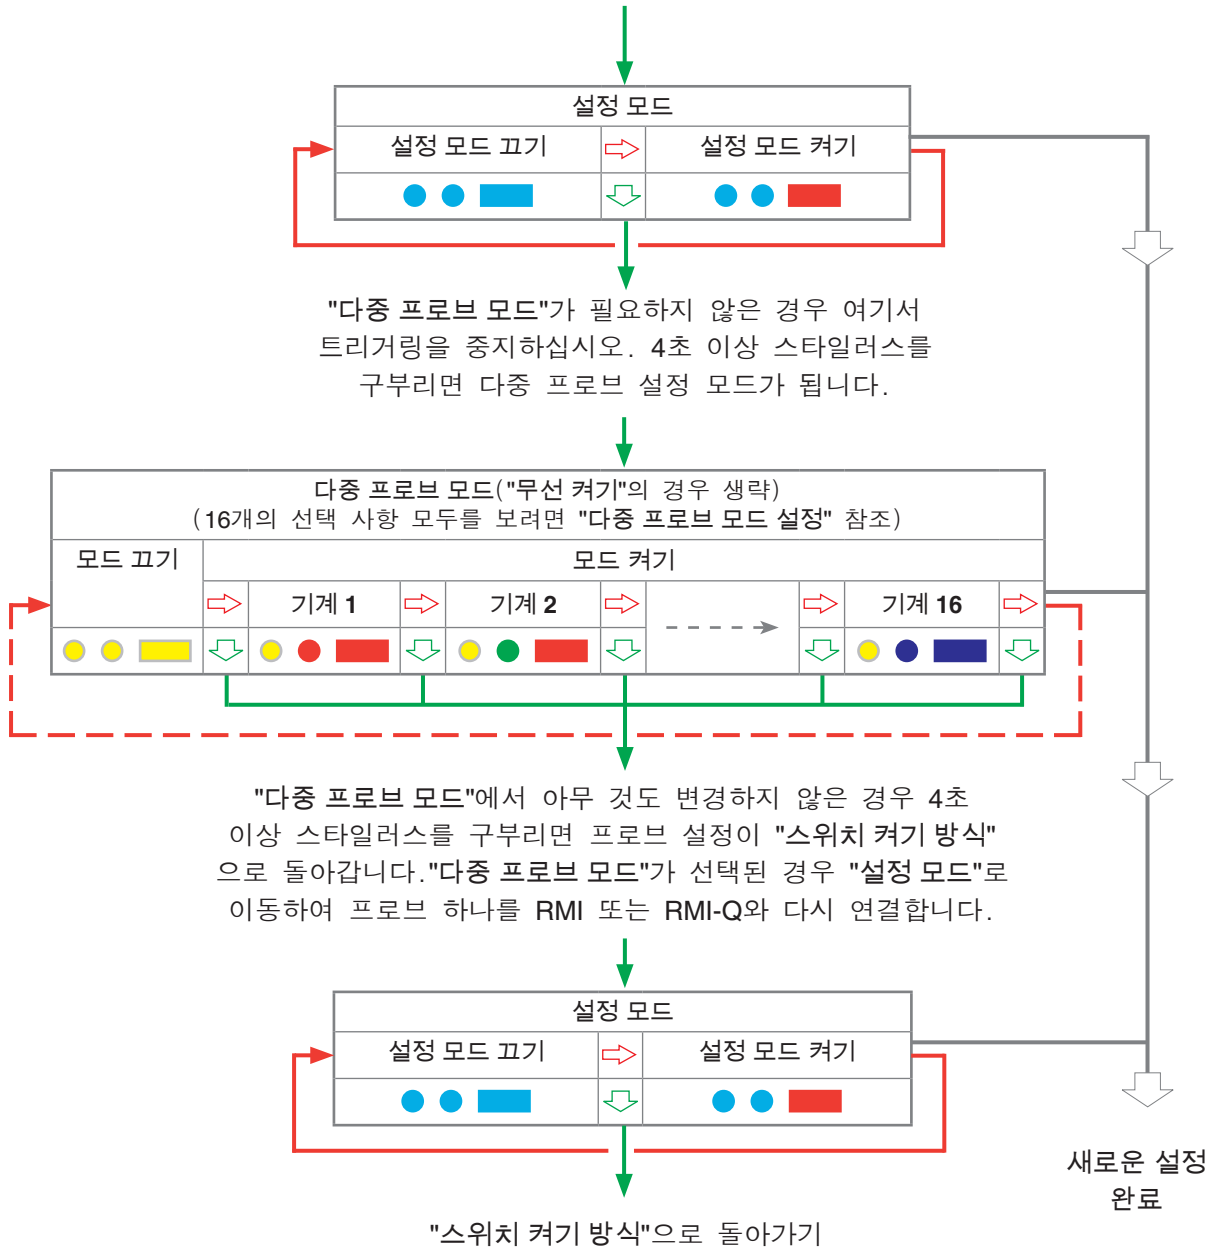 설정 모드
설정 모드 끄기
설정 모드 켜기
"다중 프로브 모드"가 필요하지 않은 경우 여기서
트리거링을 중지하십시오. 4초 이상 스타일러스를
구부리면 다중 프로브 설정 모드가 됩니다.
다중 프로브 모드("무선 켜기"의 경우 생략)
(16개의 선택 사항 모두를 보려면 "다중 프로브 모드 설정" 참조)
모드 끄기
모드 켜기
기계 1
기계 2
기계 16
"다중 프로브 모드"에서 아무 것도 변경하지 않은 경우 4초
이상 스타일러스를 구부리면 프로브 설정이 "스위치 켜기 방식"
으로 돌아갑니다."다중 프로브 모드"가 선택된 경우 "설정 모드"로
이동하여 프로브 하나를 RMI 또는 RMI-Q와 다시 연결합니다.
설정 모드
설정 모드 끄기
설정 모드 켜기
새로운 설정
완료
"스위치 켜기 방식"으로 돌아가기